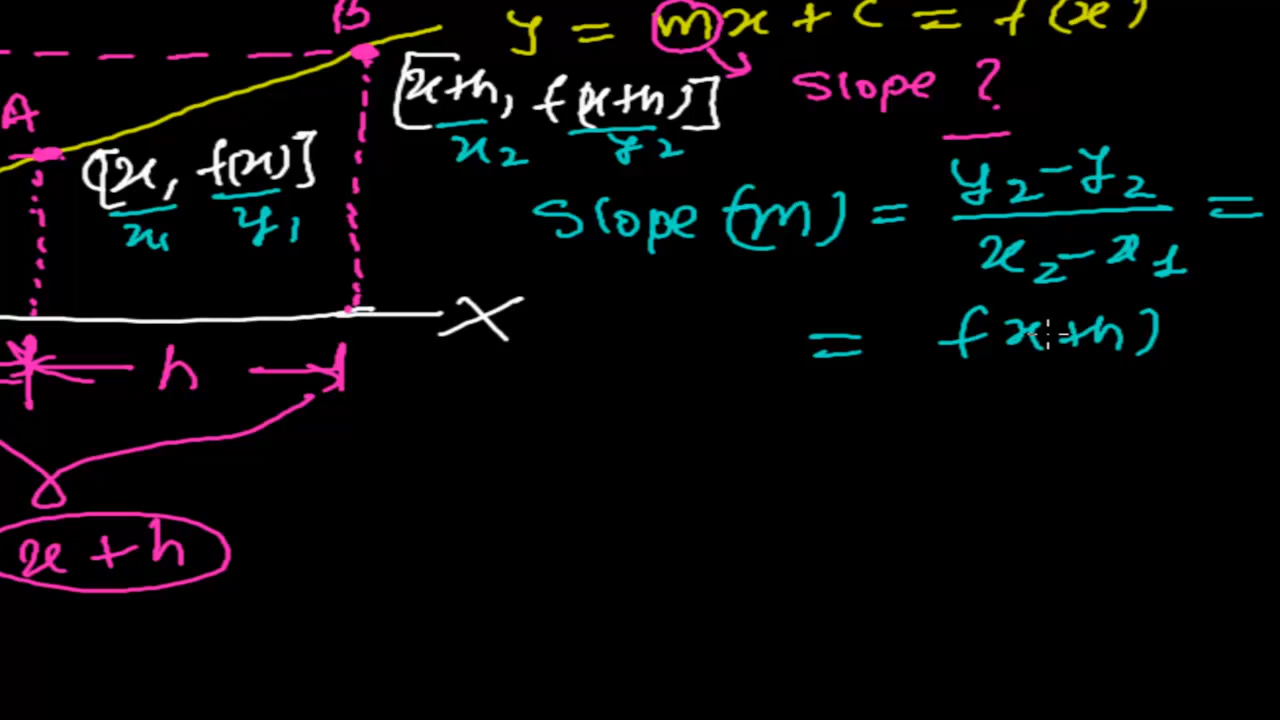 B
y = mx + c = f(x)
A
[x+h, f(x+h)]
slope ?
x2 y2
[x, f(x)]
x1 y1
slope (m) = y2-y2 / x2-x1 =
X
= f x+h)
h
x + h